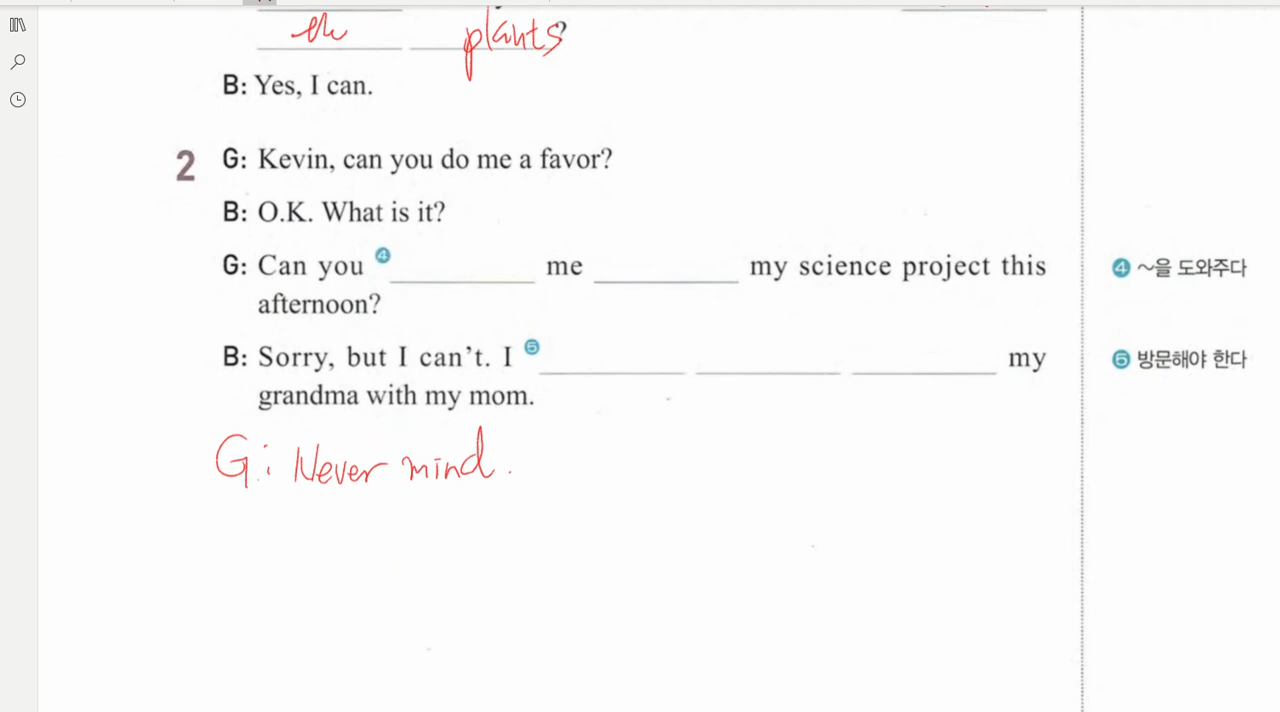 the plants?
B: Yes, I can.
2 G: Kevin, can you do me a favor?
B: O.K. What is it?
G: Can you ④ me my science project this
afternoon?
④ ~을 도와주다
B: Sorry, but I can't. I ⑤ my
grandma with my mom.
⑤ 방문해야 한다
G: Never mind.